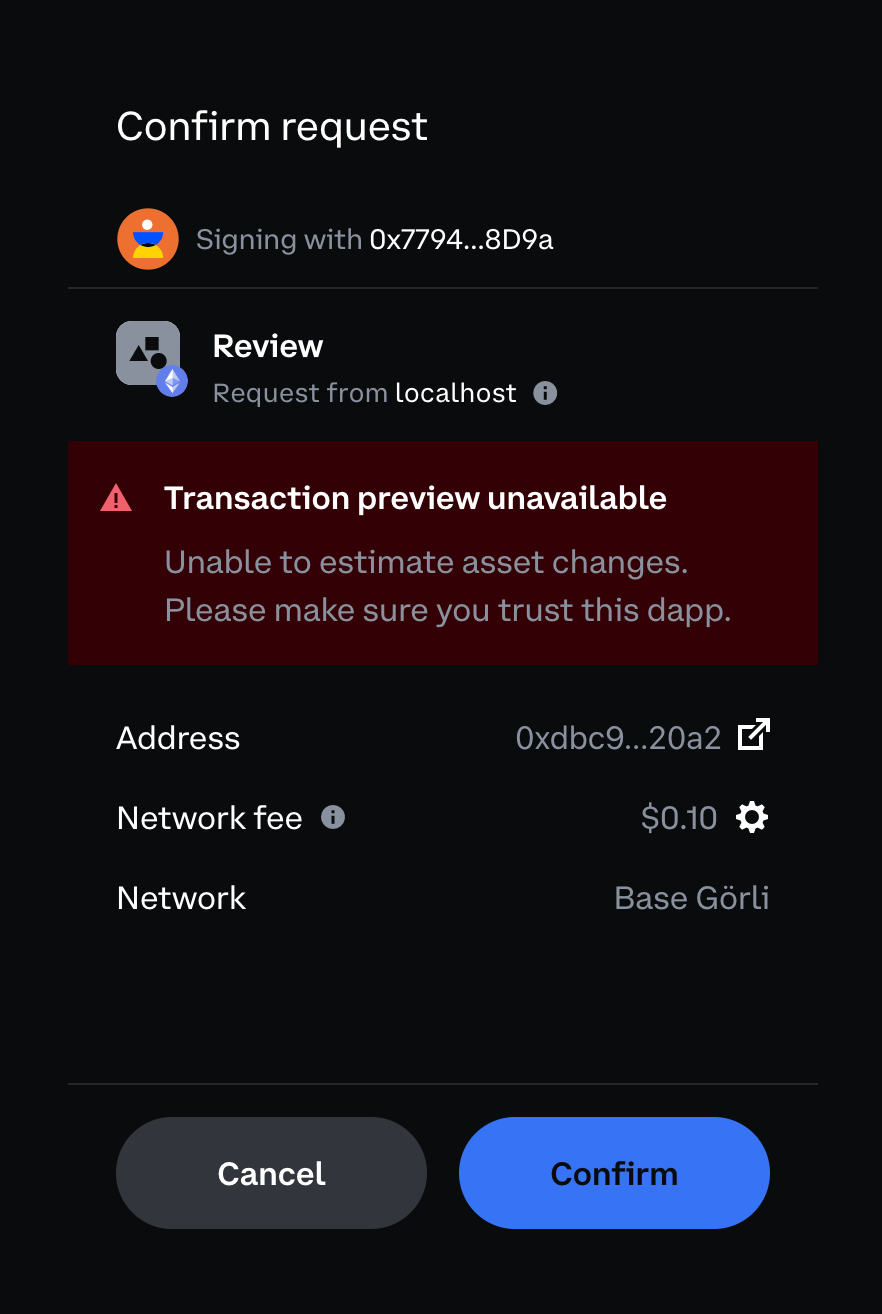 Confirm request
Signing with 0x7794...8D9a
Review
Request from localhost
Transaction preview unavailable
Unable to estimate asset changes.
Please make sure you trust this dapp.
Address 0xdbc9...20a2
Network fee $0.10
Network Base Görli
Cancel Confirm